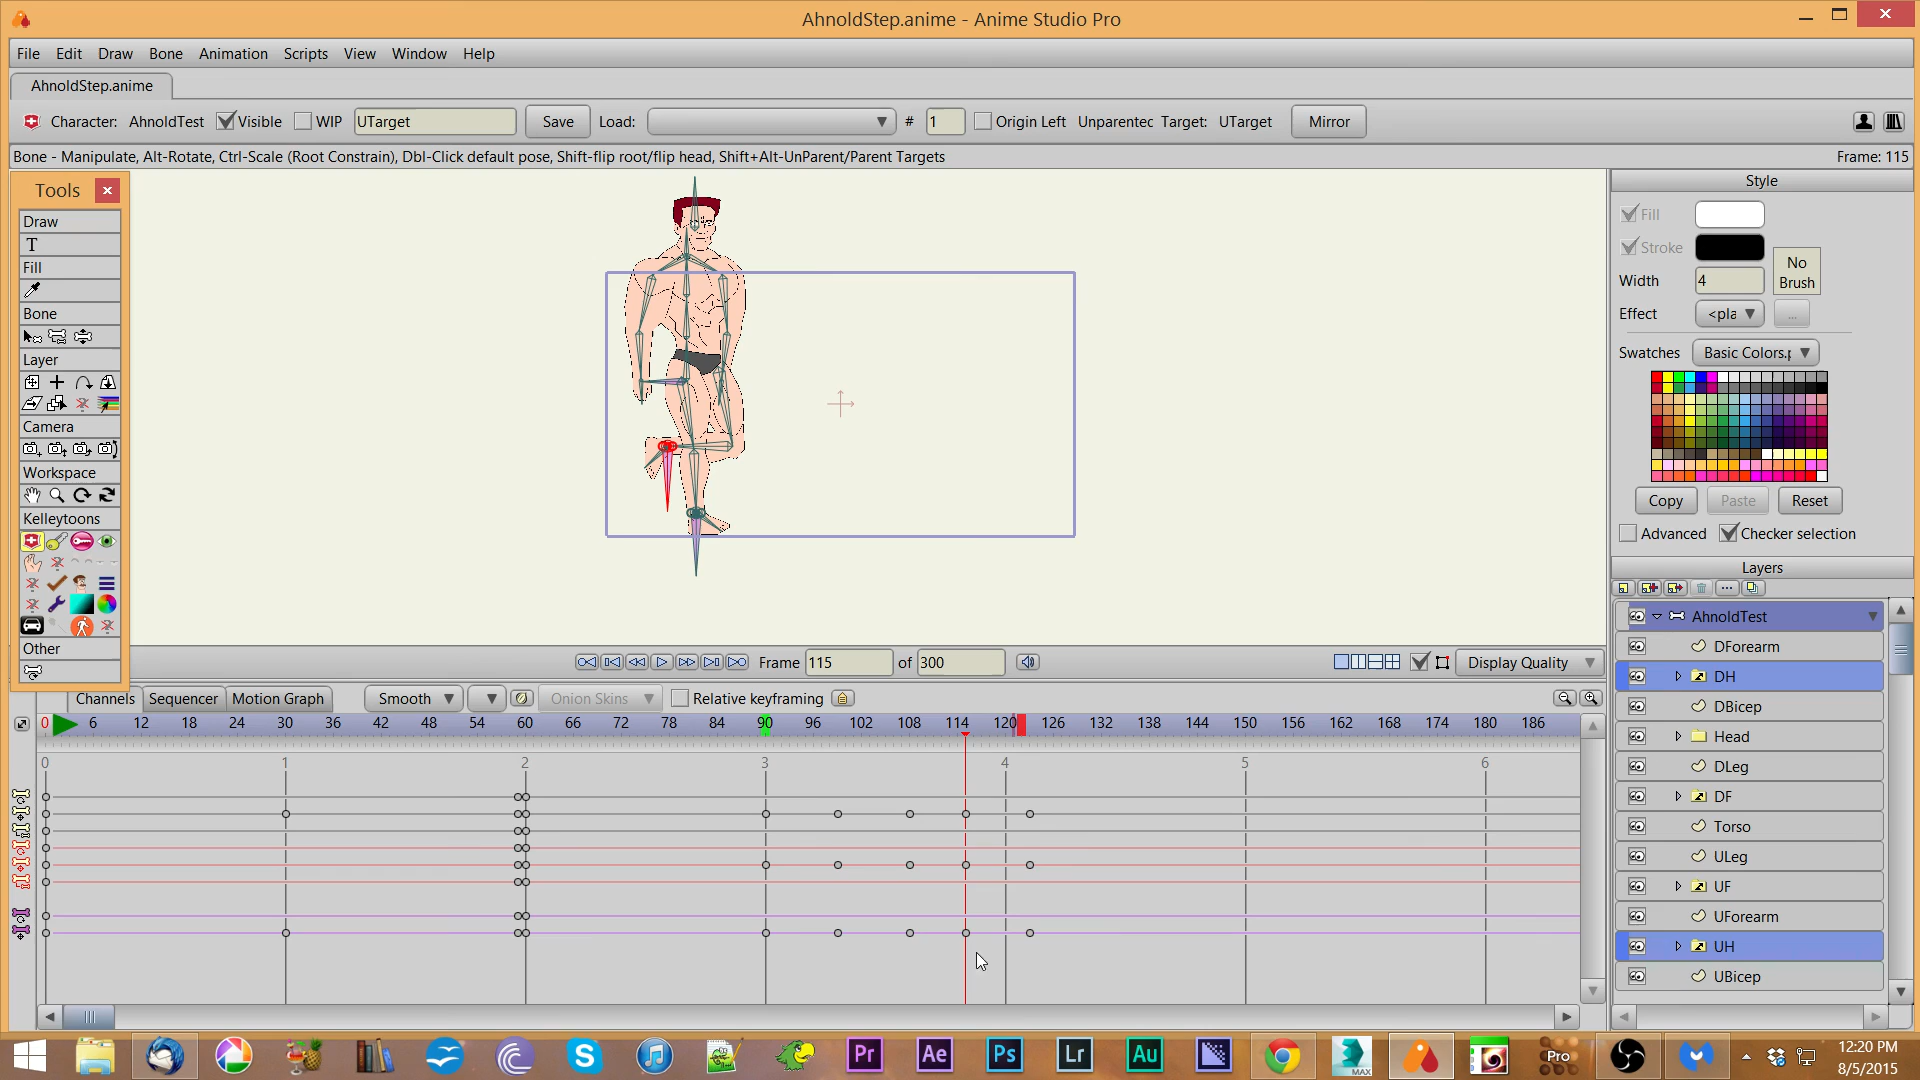 AhnoldStep.anime - Anime Studio Pro
File Edit Draw Bone Animation Scripts View Window Help
AhnoldStep.anime
Character: AhnoldTest Visible WIP UTarget Save Load: # 1 Origin Left Unparentec Target: UTarget Mirror
Bone - Manipulate, Alt-Rotate, Ctrl-Scale (Root Constrain), Dbl-Click default pose, Shift-flip root/flip head, Shift+Alt-UnParent/Parent Targets Frame: 115
Tools
Draw
T
Fill
Bone
Layer
Camera
Workspace
Kelleytoons
Other
Style
Fill
Stroke
No Brush
Width 4
Effect <pla ...
Swatches Basic Colors.p
Copy Paste Reset
Advanced Checker selection
Layers
AhnoldTest
DForearm
DH
DBicep
Head
DLeg
DF
Torso
ULeg
UF
UForearm
UH
UBicep
Frame 115 of 300 Display Quality
Channels Sequencer Motion Graph Smooth Onion Skins Relative keyframing
0 6 12 18 24 30 36 42 48 54 60 66 72 78 84 90 96 102 108 114 120 126 132 138 144 150 156 162 168 174 180 186
0 1 2 3 4 5 6
Pr Ae Ps Lr Au MAX Pro
12:20 PM
8/5/2015